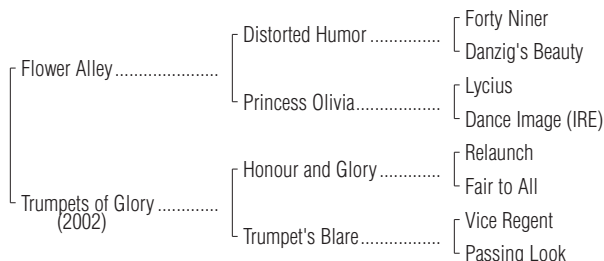 Forty Niner
Distorted Humor ...............
Danzig's Beauty
Flower Alley ......................
Lycius
Princess Olivia..................
Dance Image (IRE)
Relaunch
Honour and Glory .............
Fair to All
Trumpets of Glory .............
(2002)
Vice Regent
Trumpet's Blare.................
Passing Look